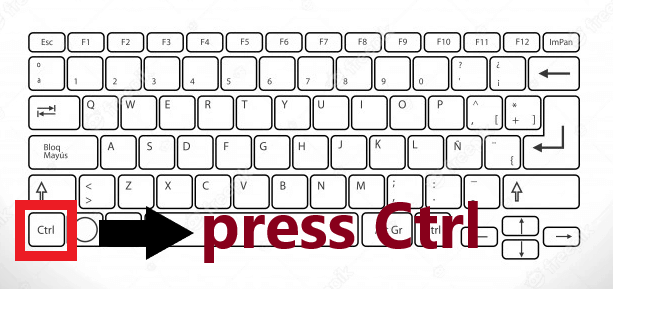 Esc F1 F2 F3 F4 F5 F6 F7 F8 F9 F10 F11 F12 ImPan
º ª 1 2 3 4 5 6 7 8 9 0 ? ' ¿ ¡
Q W E R T Y U I O P ^ [ * + ]
Bloq
Mayús A S D F G H J K L Ñ ¨ {
< > Z X C V B N M ; , : . _ -
Ctrl press Ctrl